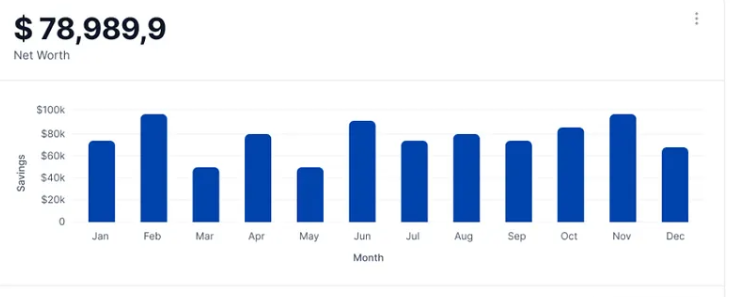 $ 78,989,9
Net Worth
$100k
$80k
$60k
$40k
$20k
0
Savings
Jan Feb Mar Apr May Jun Jul Aug Sep Oct Nov Dec
Month